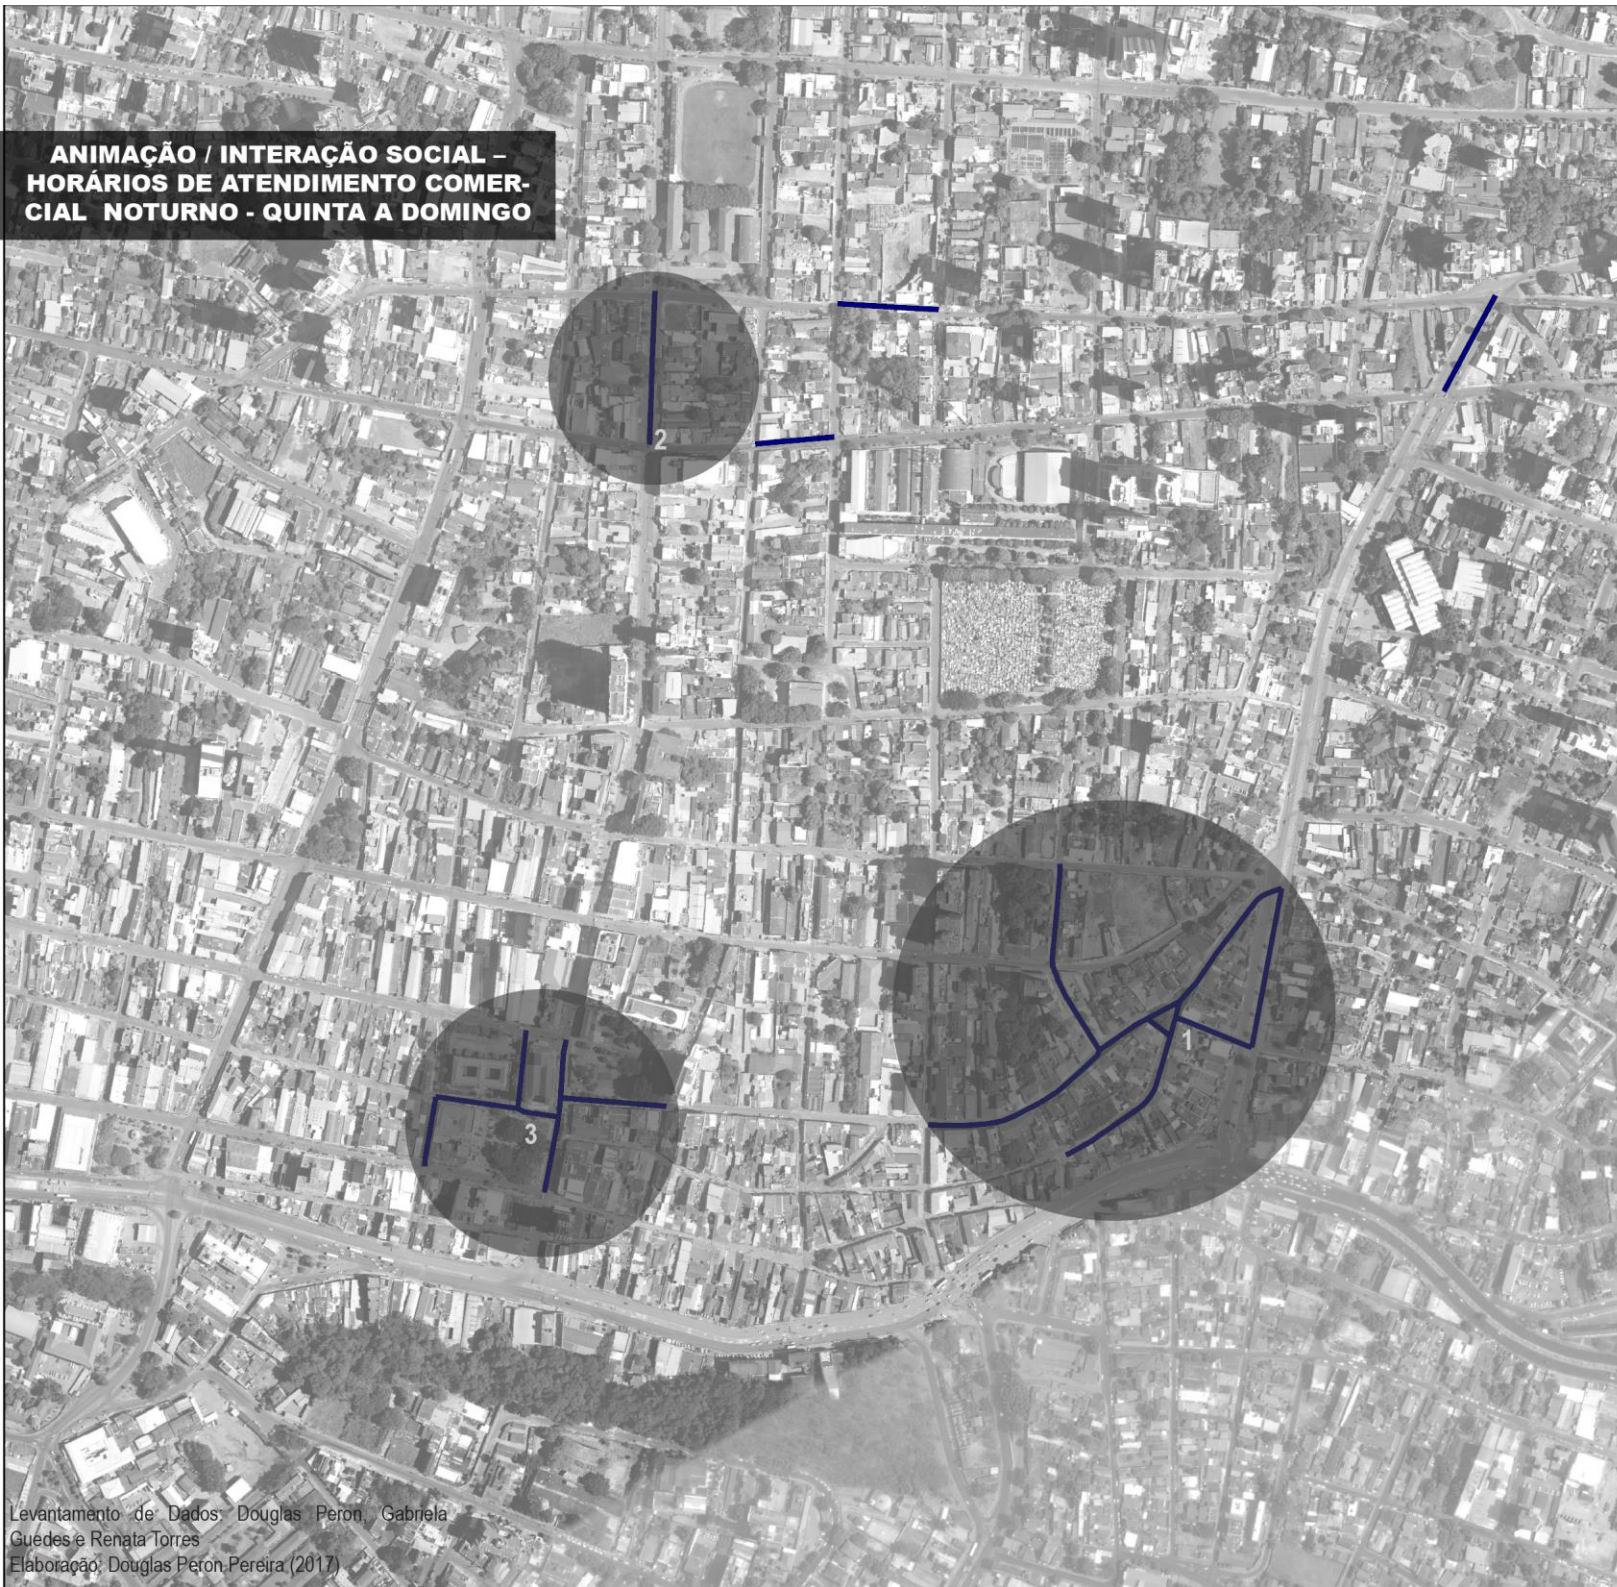 ANIMAÇÃO / INTERAÇÃO SOCIAL –
HORÁRIOS DE ATENDIMENTO COMER-
CIAL NOTURNO - QUINTA A DOMINGO
2
1
3
Levantamento de Dados: Douglas Peron, Gabriela
Guedes e Renata Torres
Elaboração: Douglas Peron Pereira (2017)